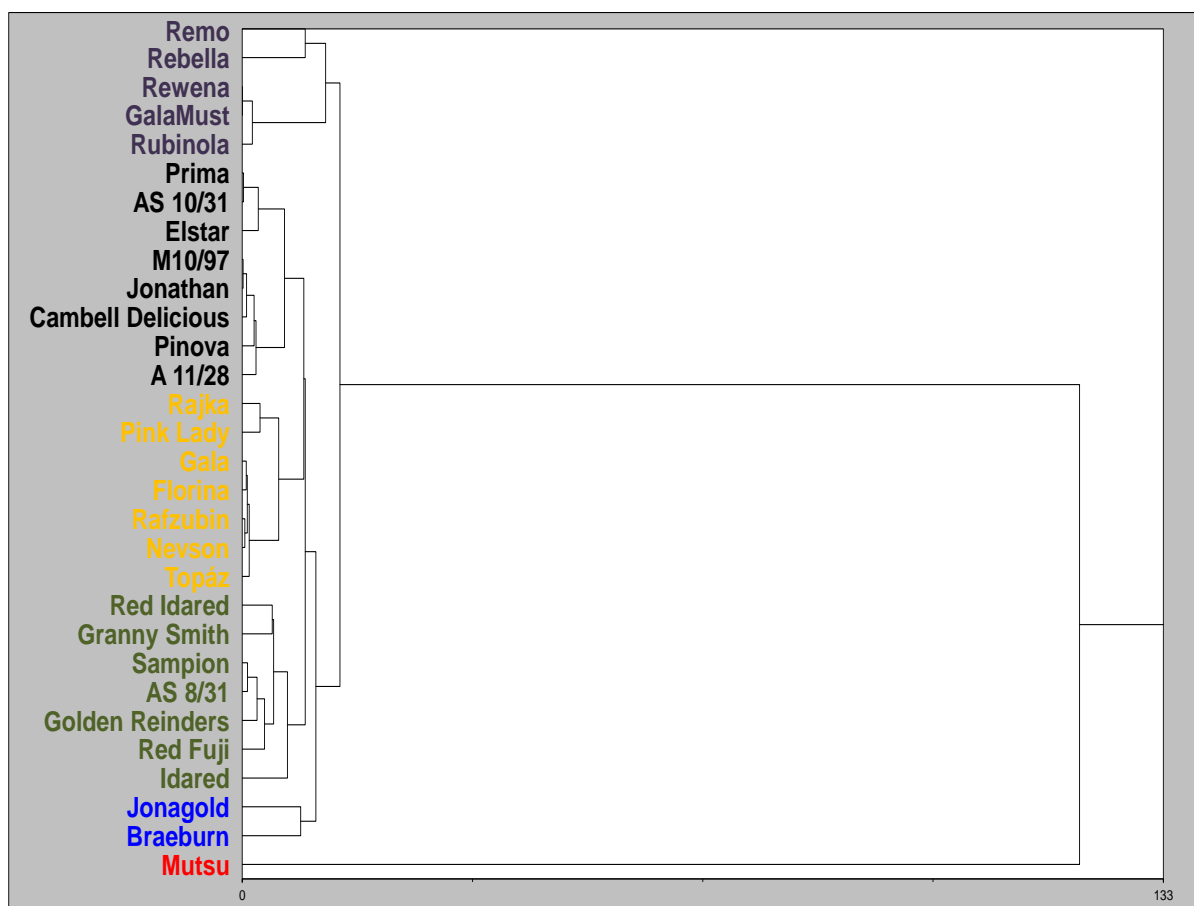 Remo
Rebella
Rewena
GalaMust
Rubinola
Prima
AS 10/31
Elstar
M10/97
Jonathan
Cambell Delicious
Pinova
A 11/28
Rajka
Pink Lady
Gala
Florina
Rafzubin
Nevson
Topáz
Red Idared
Granny Smith
Sampion
AS 8/31
Golden Reinders
Red Fuji
Idared
Jonagold
Braeburn
Mutsu
0 133